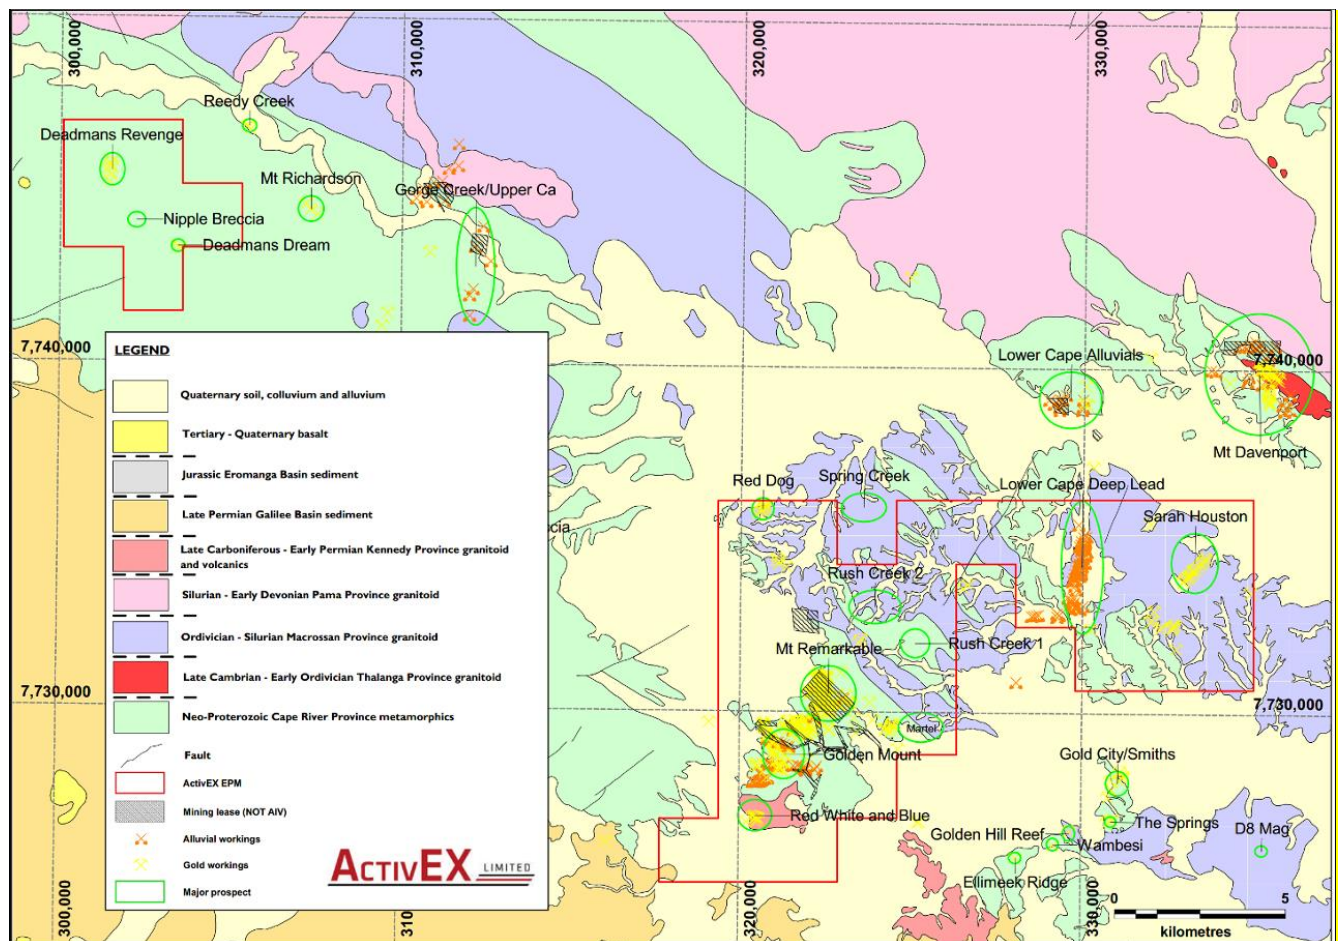 300,000
310,000
320,000
330,000
Reedy Creek
Deadmans Revenge
Mt Richardson
Gorge Creek/Upper Ca
Nipple Breccia
Deadmans Dream
7,740,000
7,740,000
Lower Cape Alluvials
Mt Davenport
LEGEND
Quaternary soil, colluvium and alluvium
Tertiary - Quaternary basalt
Jurassic Eromanga Basin sediment
Late Permian Galilee Basin sediment
Late Carboniferous - Early Permian Kennedy Province granitoid
and volcanics
Silurian - Early Devonian Pama Province granitoid
Ordivician - Silurian Macrossan Province granitoid
Late Cambrian - Early Ordivician Thalanga Province granitoid
Neo-Proterozoic Cape River Province metamorphics
Fault
ActivEX EPM
Mining lease (NOT AIV)
Alluvial workings
Gold workings
Major prospect
ACTIVEX LIMITED
Red Dog
Spring Creek
Lower Cape Deep Lead
Sarah Houston
ccia
Rush Creek 2
Mt Remarkable
Rush Creek 1
7,730,000
7,730,000
Martel
Golden Mount
Gold City/Smiths
Red White and Blue
The Springs
Golden Hill Reef
D8 Mag
Wambesi
Ellimeek Ridge
300,000
310
320,000
330,000
0
5
kilometres